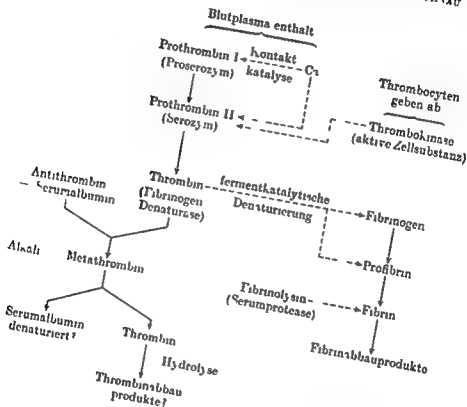 Blutplasma enthält
Prothrombin I
(Proserozym)
Kontakt
katalyse
Ca
Thrombocyten
geben ab
Prothrombin II
(Serozym)
Thrombokinase
(aktive Zellsubstanz)
Antithrombin
Serumalbumin
Thrombin
(Fibrinogen
Denaturase)
fermentkatalytische
Denaturierung
Fibrinogen
Alkali
Metathrombin
Profibrin
Fibrinolysin-
(Serumprotease)
Fibrin
Serumalbumin
denaturiert?
Thrombin
Hydrolyse
Fibrinabbauprodukte
Thrombinabbau
produkte?